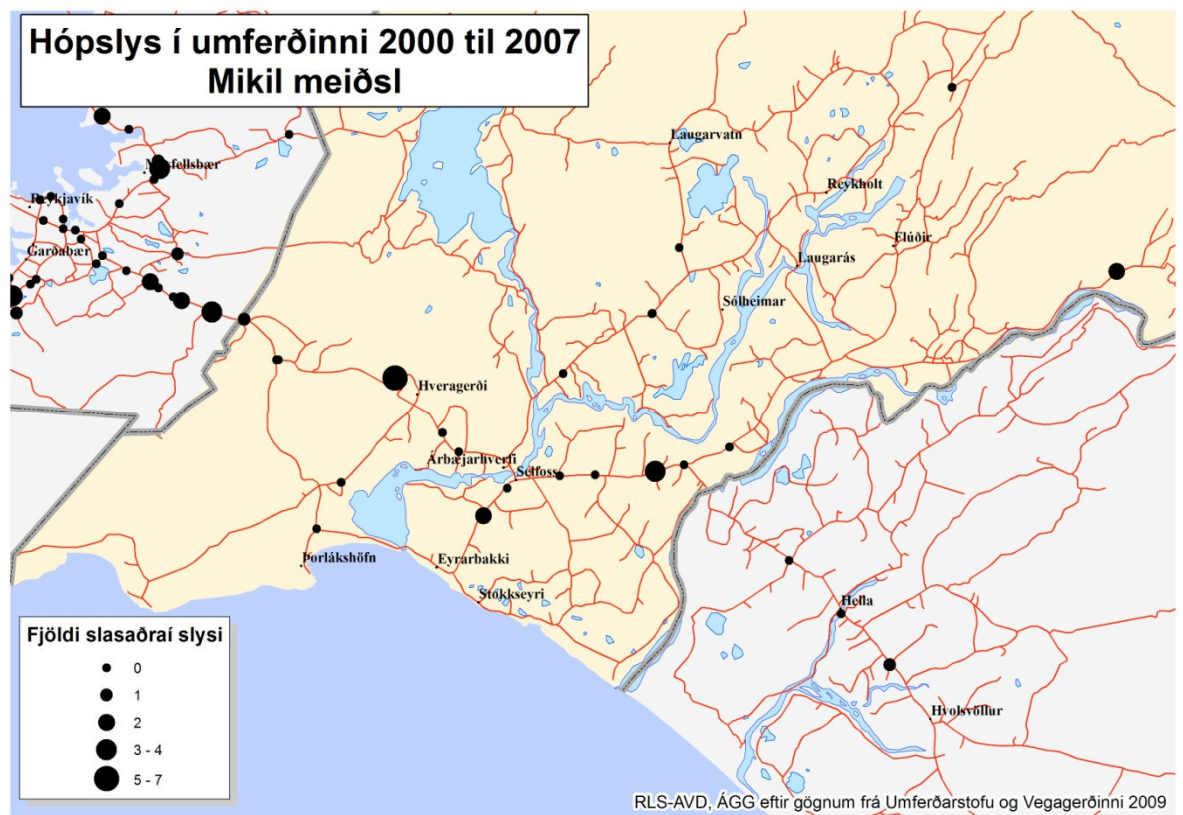 Hópslys í umferðinni 2000 til 2007
Mikil meiðsl
Laugarvatn
Mosfellsbær
Reykholt
Reykjavík
Flúðir
Garðabær
Laugarás
Sólheimar
Hveragerði
Árbæjarhverfi
Selfoss
Þorlákshöfn
Eyrarbakki
Stokkseyri
Hella
Hvolsvöllur
Fjöldi slasaðraí slysi
0
1
2
3 - 4
5 - 7
RLS-AVD, ÁGG eftir gögnum frá Umferðarstofu og Vegagerðinni 2009